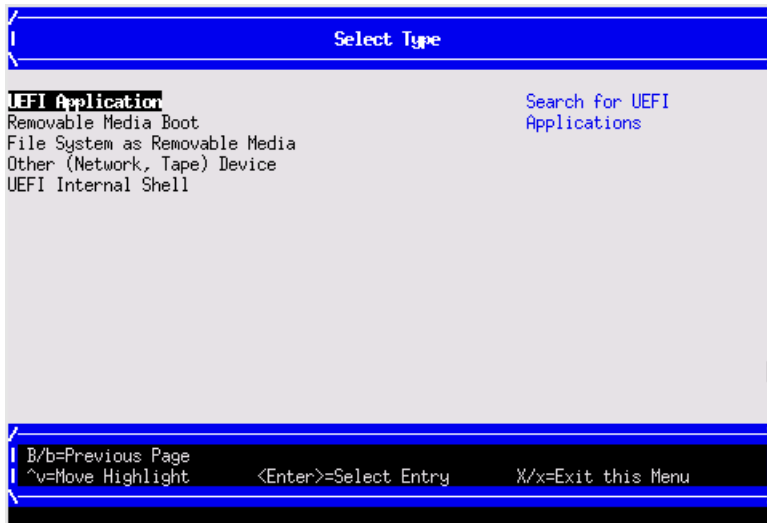 Select Type
UEFI Application
Removable Media Boot
File System as Removable Media
Other (Network, Tape) Device
UEFI Internal Shell
Search for UEFI
Applications
B/b=Previous Page
^v=Move Highlight <Enter>=Select Entry X/x=Exit this Menu